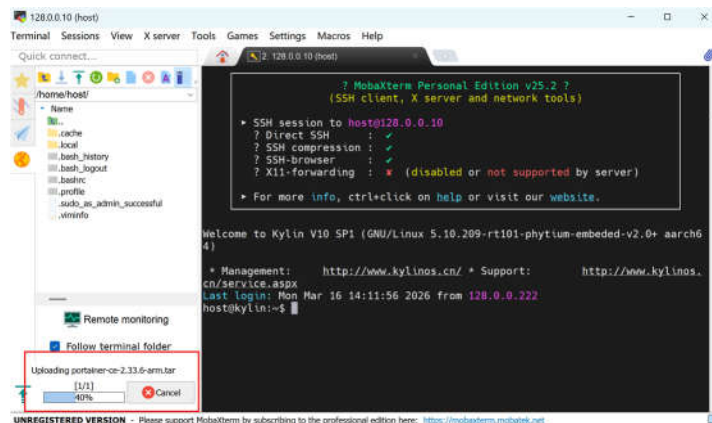 128.0.0.10 (host)
Terminal Sessions View X server Tools Games Settings Macros Help
Quick connect...
2. 128.0.0.10 (host)
/home/host/
Name
..
.cache
.local
.bash_history
.bash_logout
.bashrc
.profile
.sudo_as_admin_successful
.viminfo
Remote monitoring
Follow terminal folder
Uploading portainer-ce-2.33.6-arm.tar
[1/1]
40%
Cancel
? MobaXterm Personal Edition v25.2 ?
(SSH client, X server and network tools)
► SSH session to host@128.0.0.10
? Direct SSH : ✔
? SSH compression : ✔
? SSH-browser : ✔
? X11-forwarding : ✘ (disabled or not supported by server)
► For more info, ctrl+click on help or visit our website.
Welcome to Kylin V10 SP1 (GNU/Linux 5.10.209-rt101-phytium-embeded-v2.0+ aarch6
4)
* Management: http://www.kylinos.cn/ * Support: http://www.kylinos.
cn/service.aspx
Last login: Mon Mar 16 14:11:56 2026 from 128.0.0.222
host@kylin:~$
UNREGISTERED VERSION - Please support MobaXterm by subscribing to the professional edition here: https://mobaxterm.mobatek.net